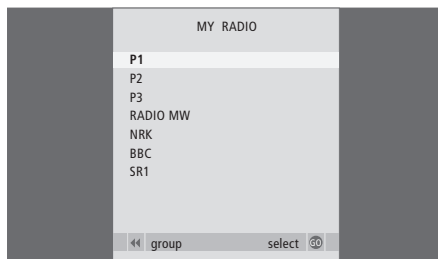 MY RADIO
P1
P2
P3
RADIO MW
NRK
BBC
SR1
group select GO